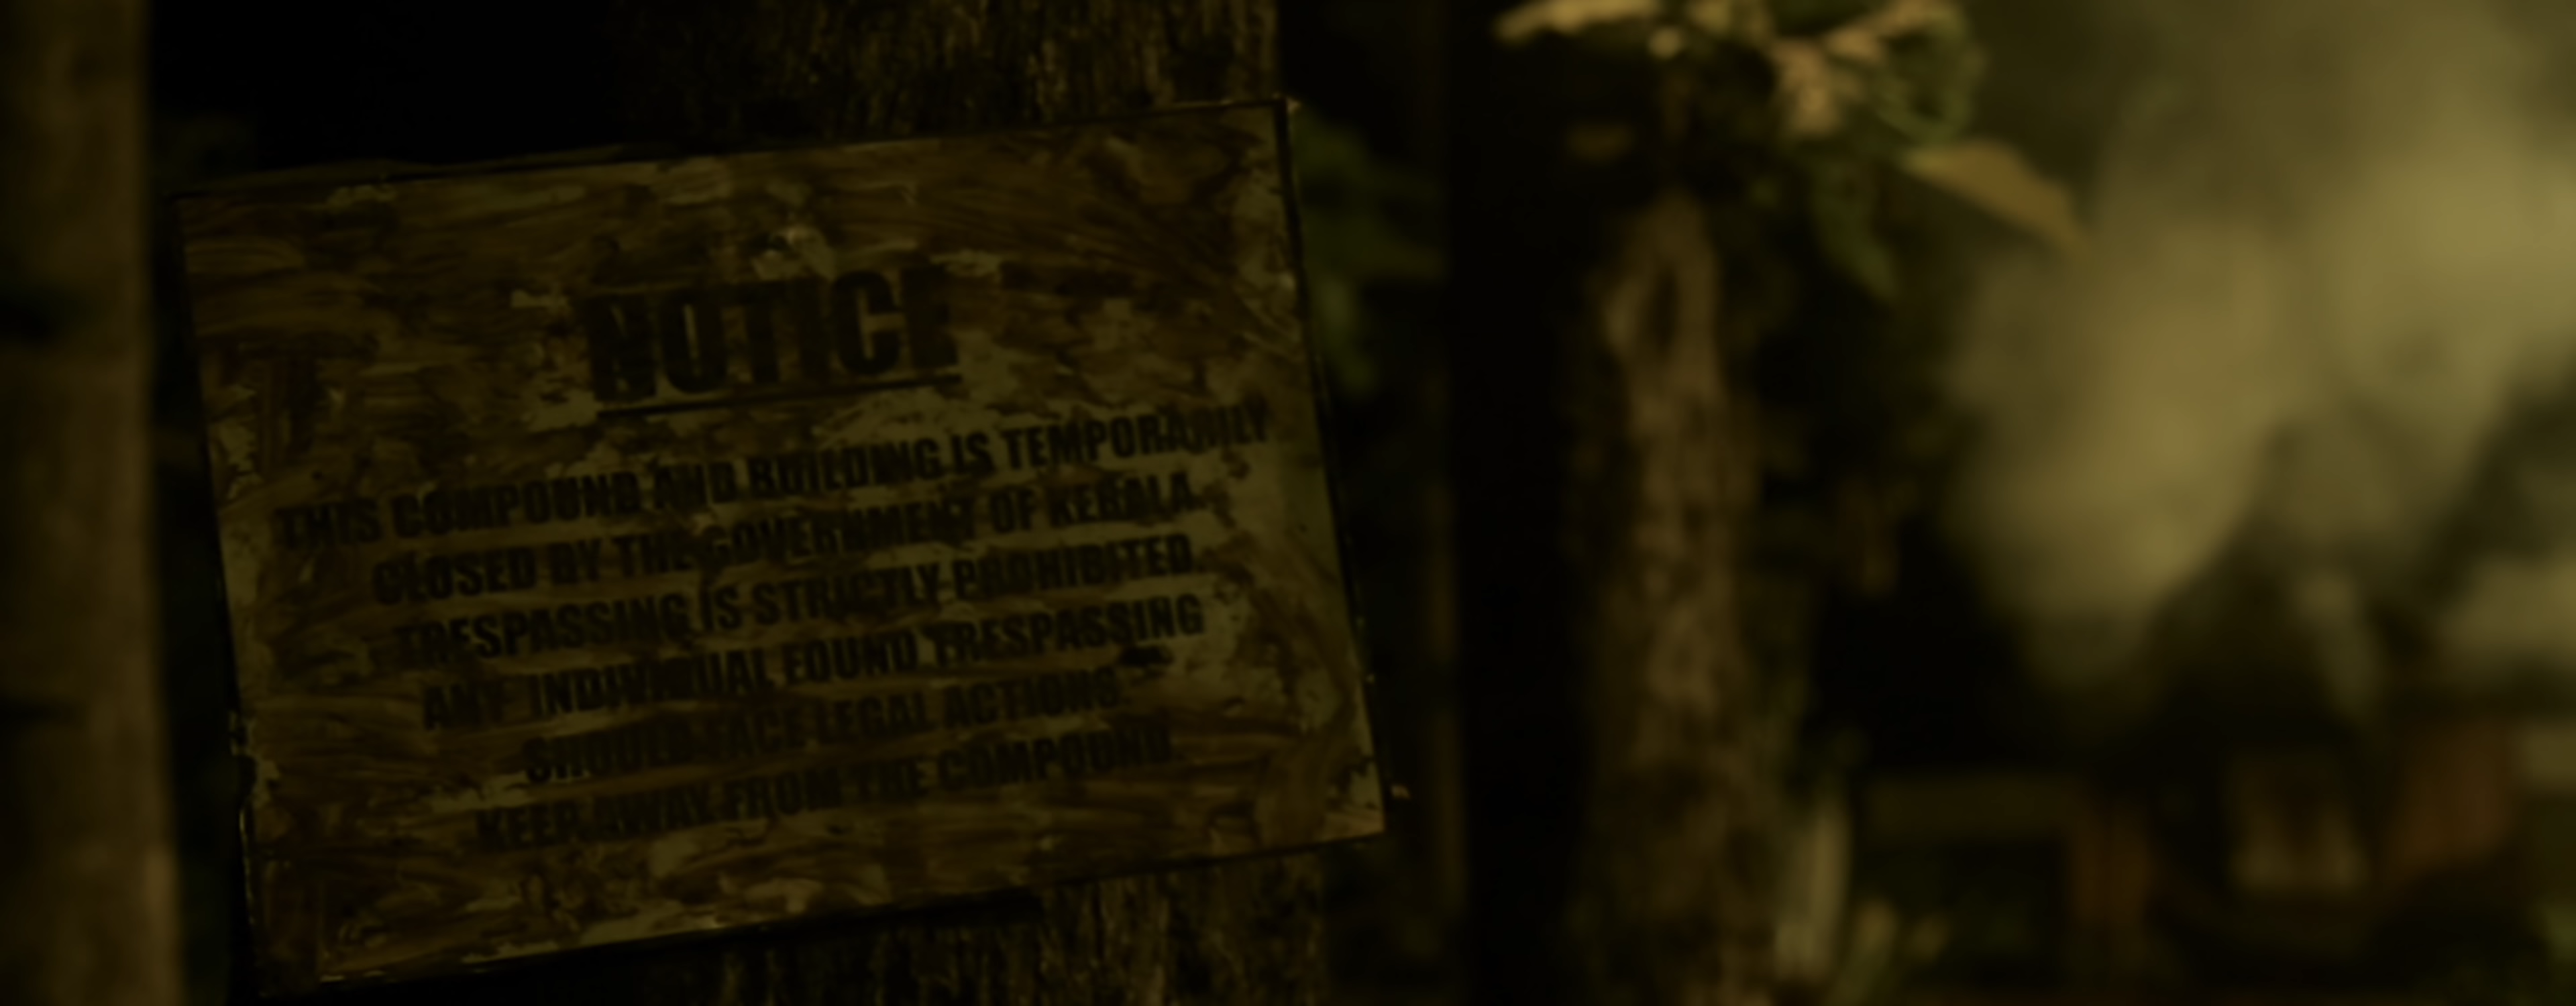 NOTICE
THIS COMPOUND AND BUILDING IS TEMPORARILY
CLOSED BY THE GOVERNMENT OF KERALA
TRESPASSING IS STRICTLY PROHIBITED.
ANY INDIVIDUAL FOUND TRESPASSING
SHOULD FACE LEGAL ACTIONS
KEEP AWAY FROM THE COMPOUND